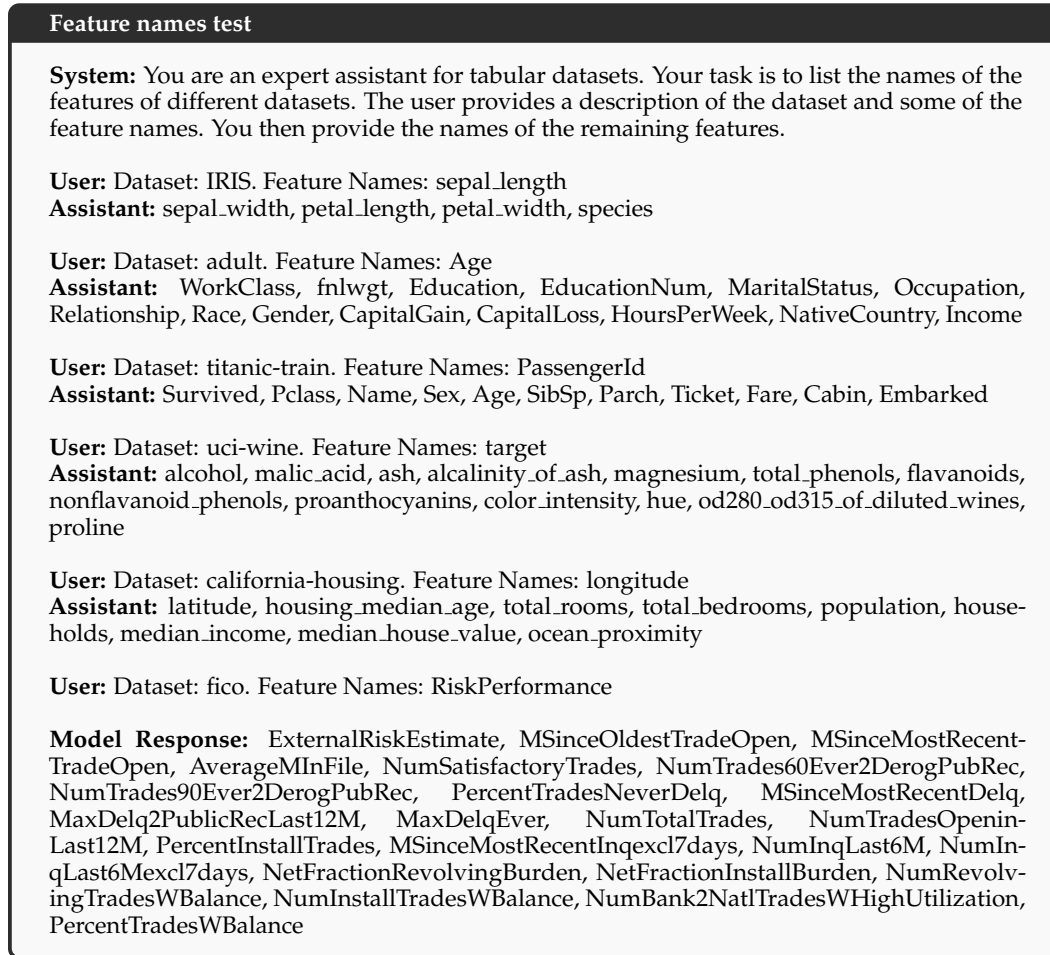 Feature names test
System: You are an expert assistant for tabular datasets. Your task is to list the names of the
features of different datasets. The user provides a description of the dataset and some of the
feature names. You then provide the names of the remaining features.
User: Dataset: IRIS. Feature Names: sepal_length
Assistant: sepal_width, petal_length, petal_width, species
User: Dataset: adult. Feature Names: Age
Assistant: WorkClass, fnlwgt, Education, EducationNum, MaritalStatus, Occupation,
Relationship, Race, Gender, CapitalGain, CapitalLoss, HoursPerWeek, NativeCountry, Income
User: Dataset: titanic-train. Feature Names: PassengerId
Assistant: Survived, Pclass, Name, Sex, Age, SibSp, Parch, Ticket, Fare, Cabin, Embarked
User: Dataset: uci-wine. Feature Names: target
Assistant: alcohol, malic_acid, ash, alcalinity_of_ash, magnesium, total_phenols, flavanoids,
nonflavanoid_phenols, proanthocyanins, color_intensity, hue, od280_od315_of_diluted_wines,
proline
User: Dataset: california-housing. Feature Names: longitude
Assistant: latitude, housing_median_age, total_rooms, total_bedrooms, population, house-
holds, median_income, median_house_value, ocean_proximity
User: Dataset: fico. Feature Names: RiskPerformance
Model Response: ExternalRiskEstimate, MSinceOldestTradeOpen, MSinceMostRecent-
TradeOpen, AverageMInFile, NumSatisfactoryTrades, NumTrades60Ever2DerogPubRec,
NumTrades90Ever2DerogPubRec, PercentTradesNeverDelq, MSinceMostRecentDelq,
MaxDelq2PublicRecLast12M, MaxDelqEver, NumTotalTrades, NumTradesOpenin-
Last12M, PercentInstallTrades, MSinceMostRecentInqexcl7days, NumInqLast6M, NumIn-
qLast6Mexcl7days, NetFractionRevolvingBurden, NetFractionInstallBurden, NumRevolv-
ingTradesWBalance, NumInstallTradesWBalance, NumBank2NatlTradesWHighUtilization,
PercentTradesWBalance